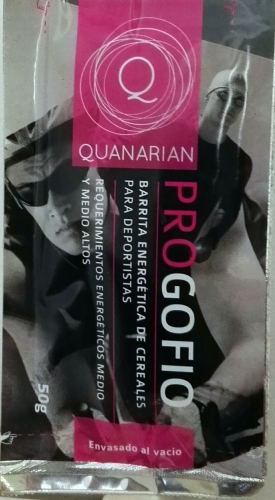 Q
QUANARIAN
PROGOFIO
BARRITA ENERGÉTICA DE CEREALES
PARA DEPORTISTAS
REQUERIMIENTOS ENERGÉTICOS MEDIO
Y MEDIO ALTOS
50g
Envasado al vacío